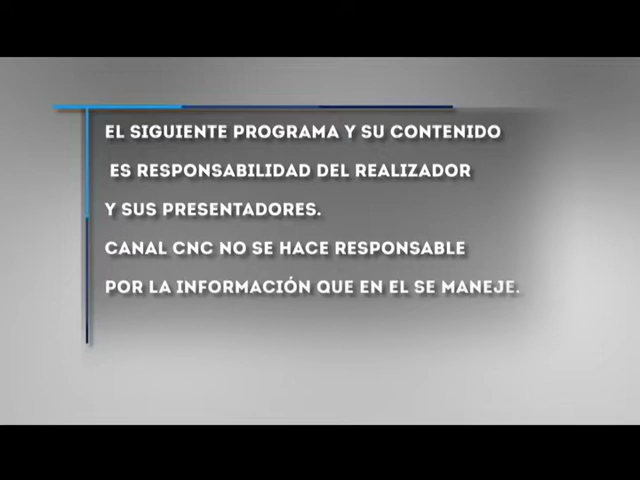 EL SIGUIENTE PROGRAMA Y SU CONTENIDO
ES RESPONSABILIDAD DEL REALIZADOR
Y SUS PRESENTADORES.
CANAL CNC NO SE HACE RESPONSABLE
POR LA INFORMACIÓN QUE EN EL SE MANEJE.